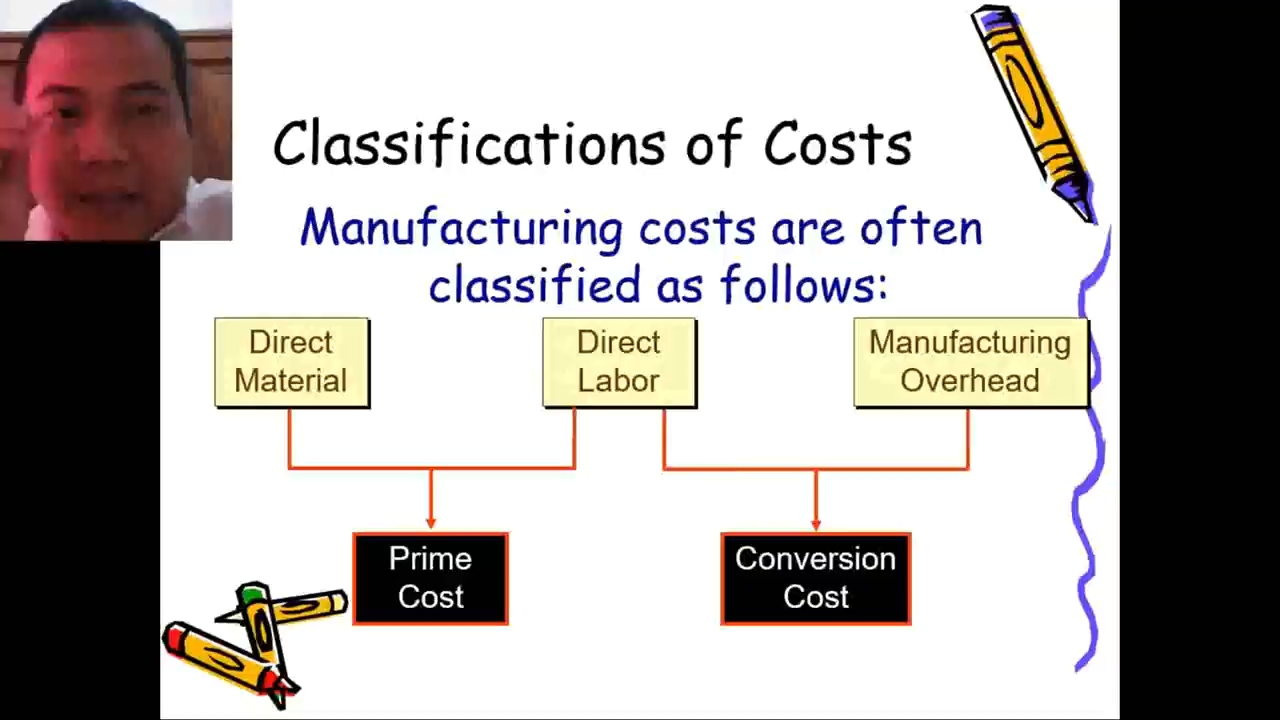 Classifications of Costs
Manufacturing costs are often
classified as follows:
Direct
Material
Direct
Labor
Manufacturing
Overhead
Prime
Cost
Conversion
Cost